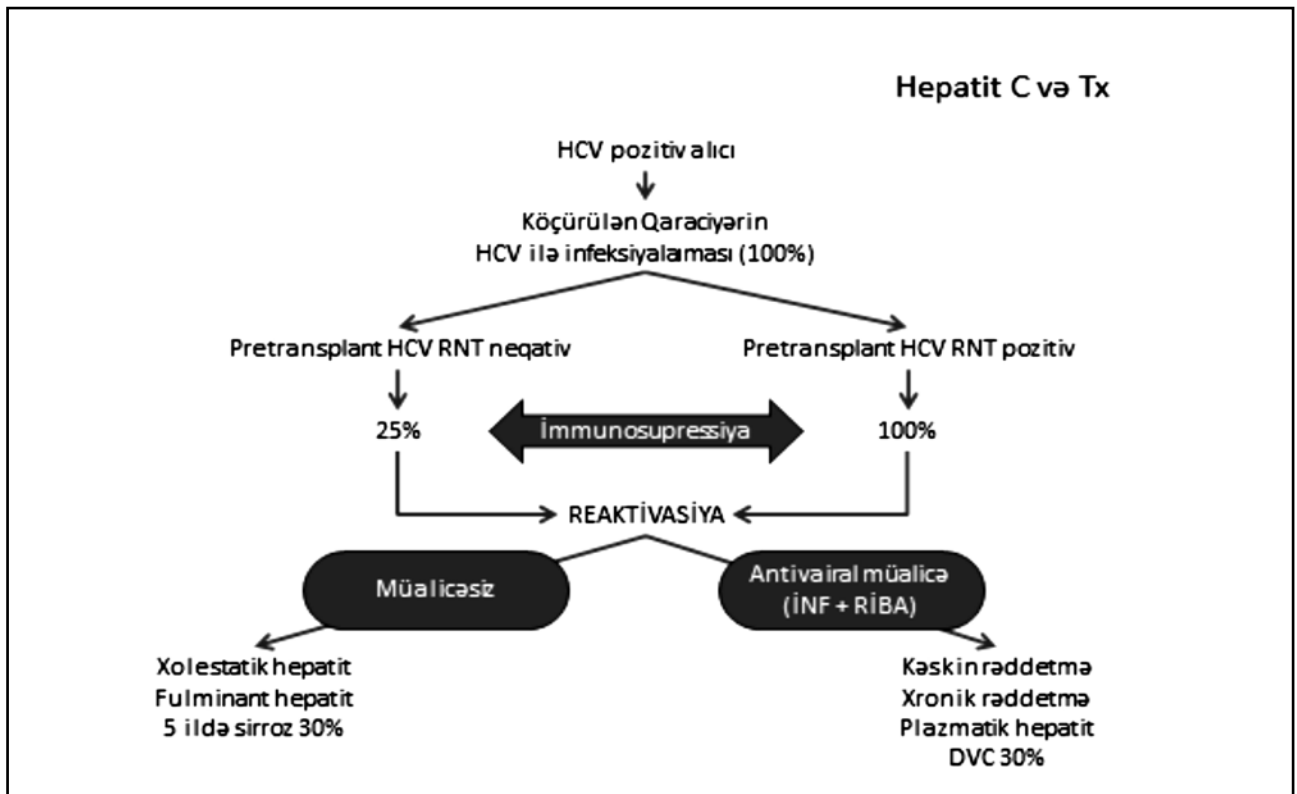 Hepatit C və Tx
HCV pozitiv alıcı
Köçürülən Qaraciyərin
HCV ilə infeksiyalaıması (100%)
Pretransplant HCV RNT neqativ
Pretransplant HCV RNT pozitiv
25%
İmmunosupressiya
100%
REAKTİVASİYA
Müalicəsiz
Antivairal müalicə
(İNF + RİBA)
Xolestatik hepatit
Fulminant hepatit
5 ildə sirroz 30%
Kəskin rəddetmə
Xronik rəddetmə
Plazmatik hepatit
DVC 30%